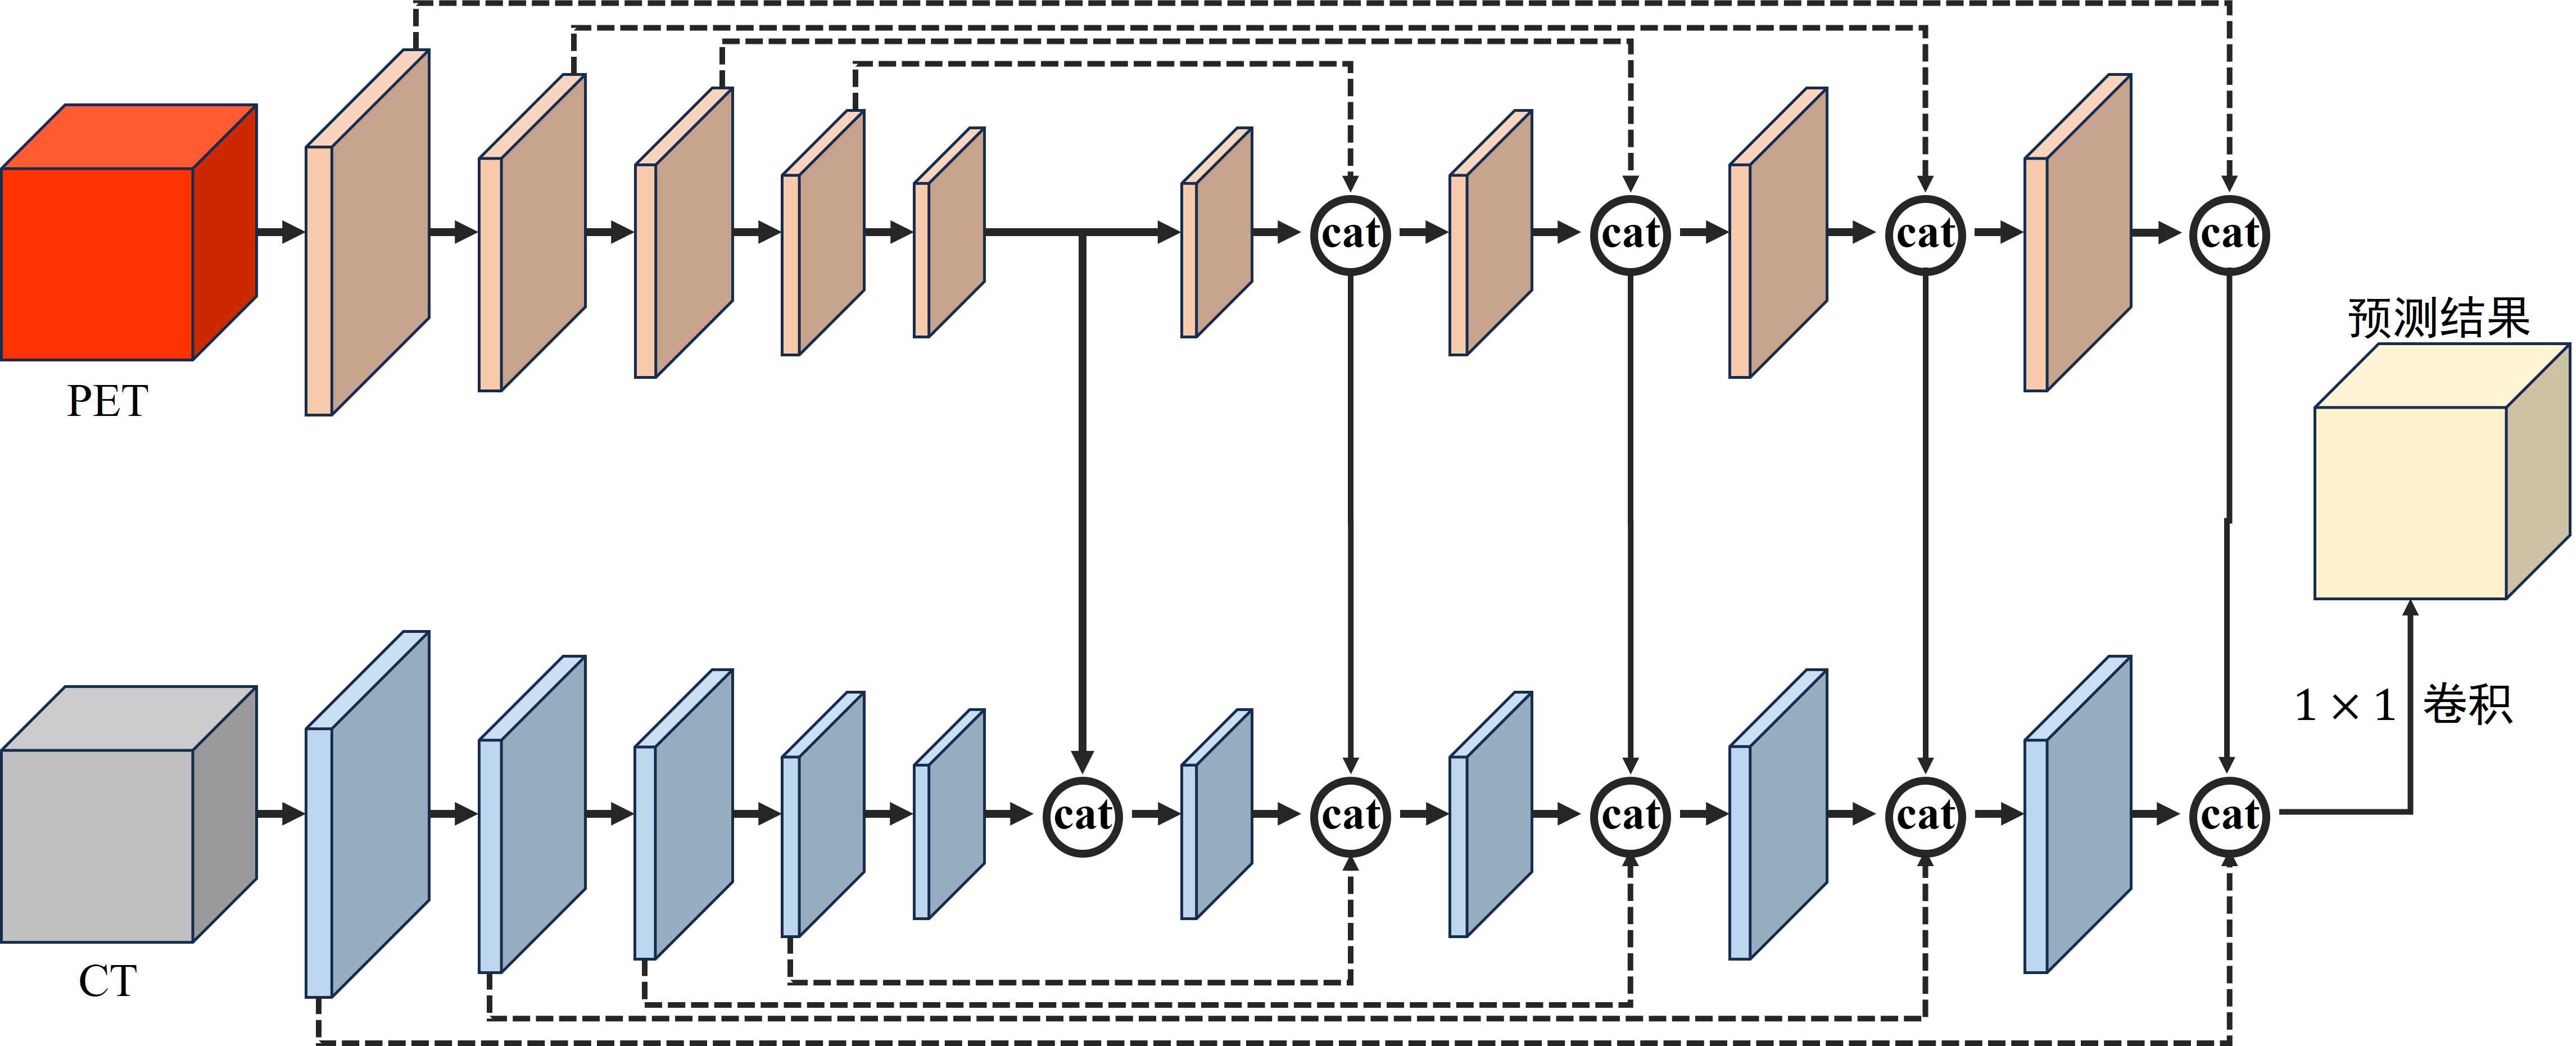 cat cat cat cat
预测结果
PET
1 × 1 卷积
cat cat cat cat cat
CT